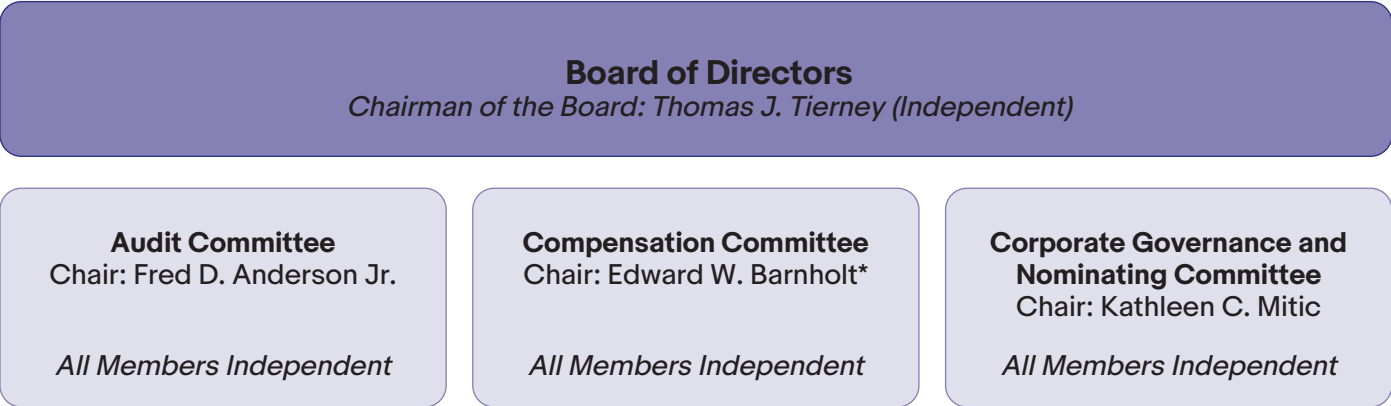 Board of Directors
Chairman of the Board: Thomas J. Tierney (Independent)
Audit Committee
Chair: Fred D. Anderson Jr.
All Members Independent
Compensation Committee
Chair: Edward W. Barnholt*
All Members Independent
Corporate Governance and
Nominating Committee
Chair: Kathleen C. Mitic
All Members Independent